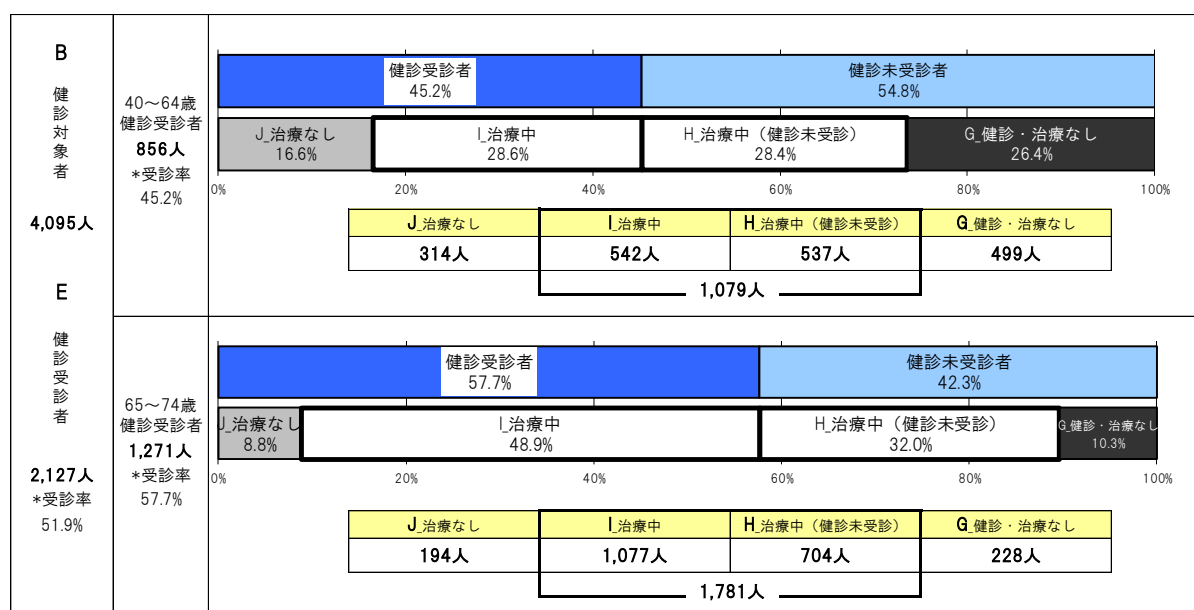 B
健診対象者
4,095人
E
健診受診者
2,127人
*受診率
51.9%
40～64歳
健診受診者
856人
*受診率
45.2%
健診受診者
45.2%
健診未受診者
54.8%
J_治療なし
16.6%
I_治療中
28.6%
H_治療中（健診未受診）
28.4%
G_健診・治療なし
26.4%
0%
20%
40%
60%
80%
100%
J_治療なし
I_治療中
H_治療中（健診未受診）
G_健診・治療なし
314人
542人
537人
499人
1,079人
65～74歳
健診受診者
1,271人
*受診率
57.7%
健診受診者
57.7%
健診未受診者
42.3%
J_治療なし
8.8%
I_治療中
48.9%
H_治療中（健診未受診）
32.0%
G_健診・治療なし
10.3%
0%
20%
40%
60%
80%
100%
J_治療なし
I_治療中
H_治療中（健診未受診）
G_健診・治療なし
194人
1,077人
704人
228人
1,781人